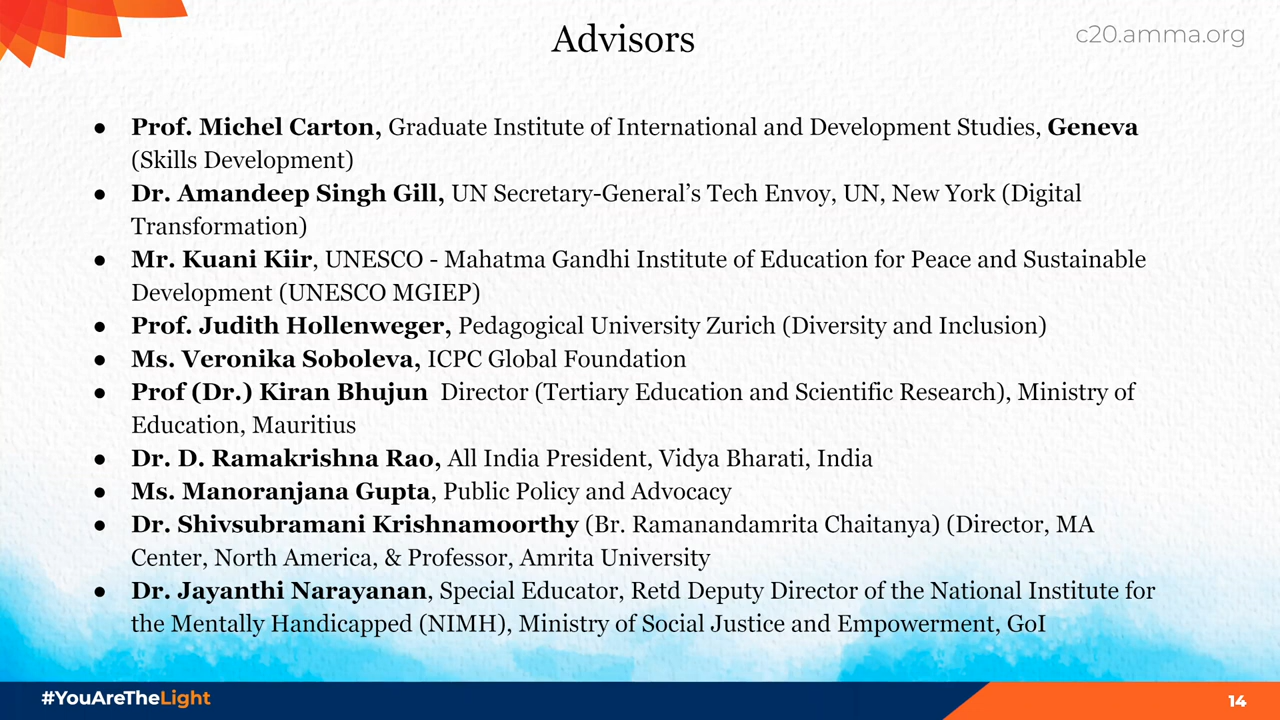 Advisors
c20.amma.org
● Prof. Michel Carton, Graduate Institute of International and Development Studies, Geneva
(Skills Development)
● Dr. Amandeep Singh Gill, UN Secretary-General’s Tech Envoy, UN, New York (Digital
Transformation)
● Mr. Kuani Kiir, UNESCO - Mahatma Gandhi Institute of Education for Peace and Sustainable
Development (UNESCO MGIEP)
● Prof. Judith Hollenweger, Pedagogical University Zurich (Diversity and Inclusion)
● Ms. Veronika Soboleva, ICPC Global Foundation
● Prof (Dr.) Kiran Bhujun Director (Tertiary Education and Scientific Research), Ministry of
Education, Mauritius
● Dr. D. Ramakrishna Rao, All India President, Vidya Bharati, India
● Ms. Manoranjana Gupta, Public Policy and Advocacy
● Dr. Shivsubramani Krishnamoorthy (Br. Ramanandamrita Chaitanya) (Director, MA
Center, North America, & Professor, Amrita University
● Dr. Jayanthi Narayanan, Special Educator, Retd Deputy Director of the National Institute for
the Mentally Handicapped (NIMH), Ministry of Social Justice and Empowerment, GoI
#YouAreTheLight
14